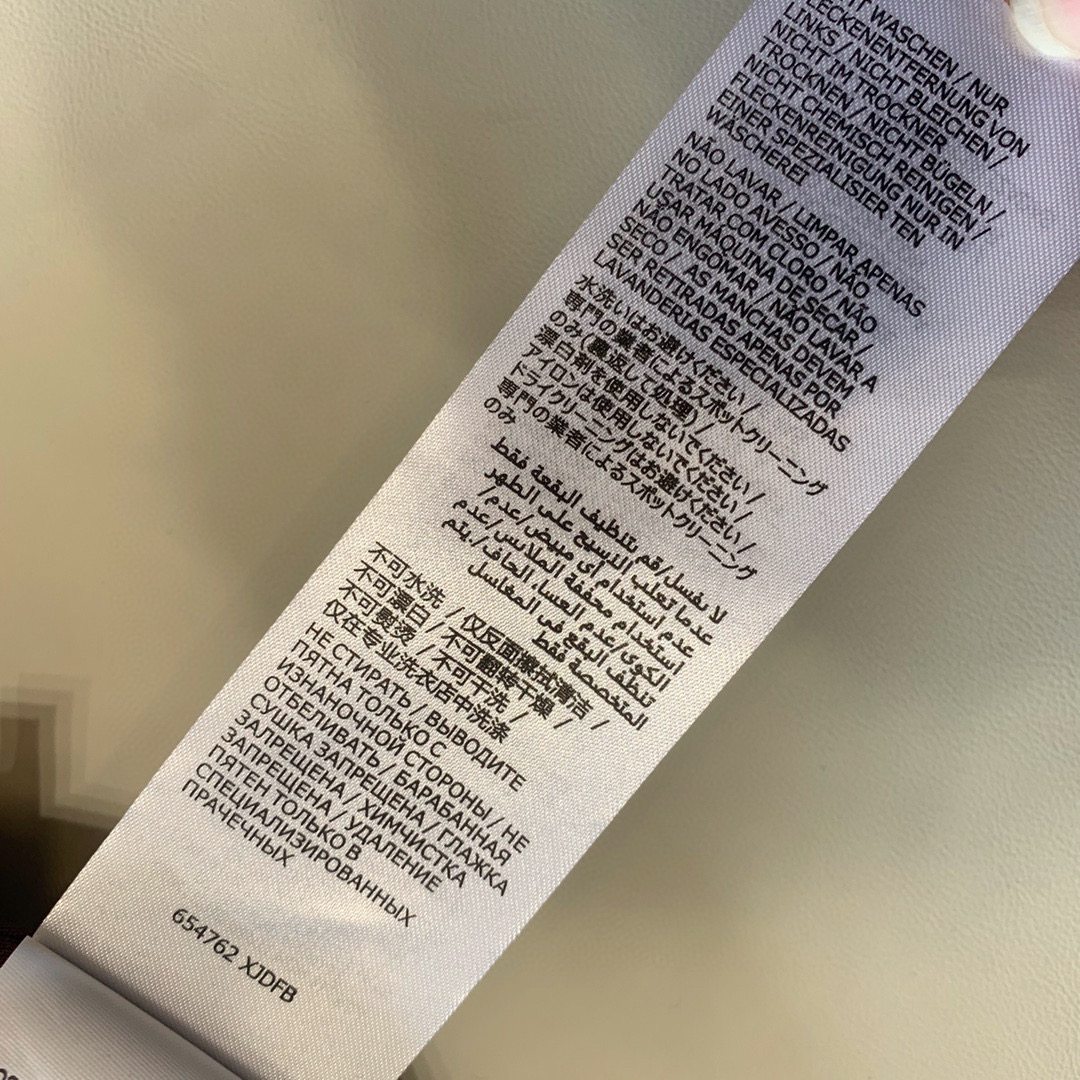 WASCHEN / NUR
FLECKENENTFERNUNG VON
LINKS / NICHT BLEICHEN /
NICHT IM TROCKNER
TROCKNEN / NICHT BÜGELN /
NICHT CHEMISCH REINIGEN /
FLECKENREINIGUNG NUR IN
EINER SPEZIALISIER TEN
WÄSCHEREI
NÃO LAVAR / LIMPAR APENAS
NO LADO AVESSO / NÃO
TRATAR COM CLORO / NÃO
USAR MÁQUINA DE SECAR /
NÃO ENGOMAR / NÃO LAVAR A
SECO / AS MANCHAS DEVEM
SER RETIRADAS APENAS POR
LAVANDERIAS ESPECIALIZADAS
水洗いはお避けください /
専門の業者によるスポットクリーニング
のみ (裏返して処理) /
漂白剤を使用しないでください /
アイロンは使用しないでください /
ドライクリーニングはお避けください /
専門の業者によるスポットクリーニング
のみ
لا يغسل/قم بتنظيف البقعة فقط
عندما تغلب النسيج على الظهر/
عدم استخدام أى مبيض/عدم
استخدام مجففة الملابس/عدم
الكوى/عدم الغسل الجاف/يتم
تنظف البقع في المغاسل
المتخصصة فقط
不可水洗 / 仅反面擦拭清洁 /
不可漂白 / 不可翻转干燥 /
不可熨烫 / 不可干洗 /
仅在专业洗衣店中洗涤
НЕ СТИРАТЬ / ВЫВОДИТЕ
ПЯТНА ТОЛЬКО С
ИЗНАНОЧНОЙ СТОРОНЫ / НЕ
ОТБЕЛИВАТЬ / БАРАБАННАЯ
СУШКА ЗАПРЕЩЕНА / ГЛАЖКА
ЗАПРЕЩЕНА / ХИМЧИСТКА
ЗАПРЕЩЕНА / УДАЛЕНИЕ
ПЯТЕН ТОЛЬКО В
СПЕЦИАЛИЗИРОВАННЫХ
ПРАЧЕЧНЫХ
654762 XJDFB